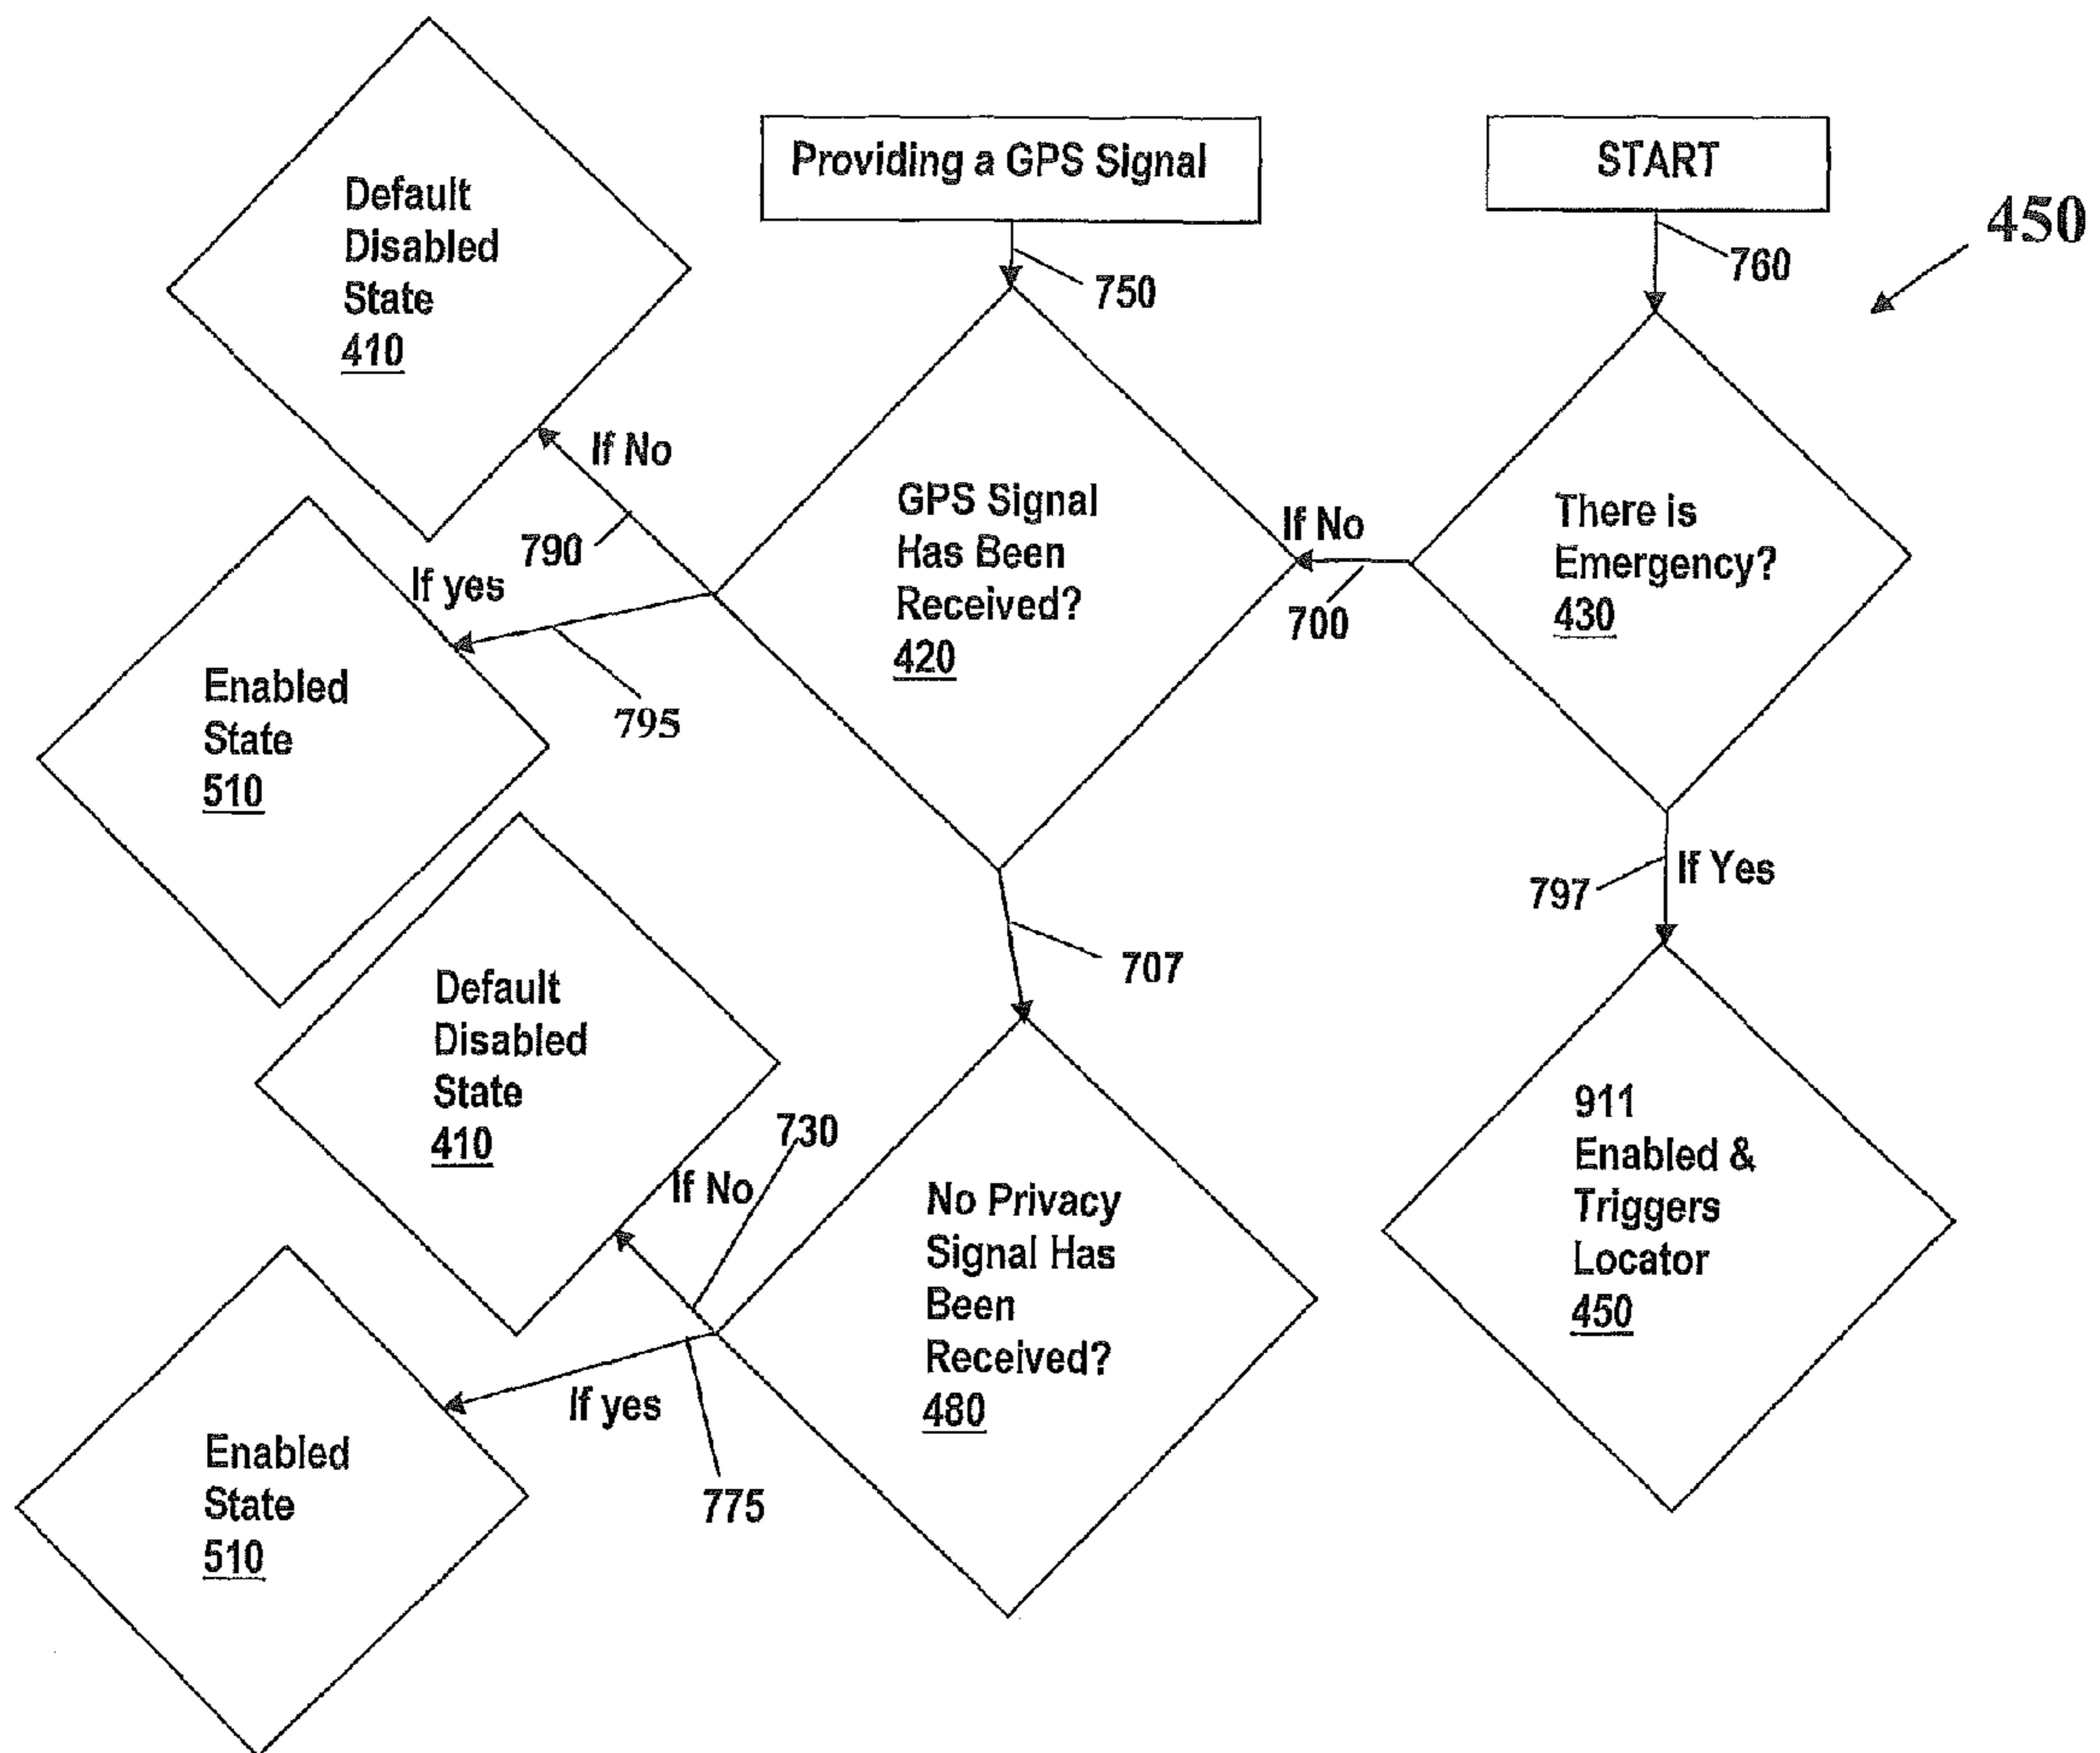 Providing a GPS Signal
START
450
760
750
Default
Disabled
State
410
If No
790
If yes
795
Enabled
State
510
GPS Signal
Has Been
Received?
420
If No
700
There is
Emergency?
430
797
If Yes
707
Default
Disabled
State
410
730
If No
If yes
775
Enabled
State
510
No Privacy
Signal Has
Been
Received?
480
911
Enabled &
Triggers
Locator
450